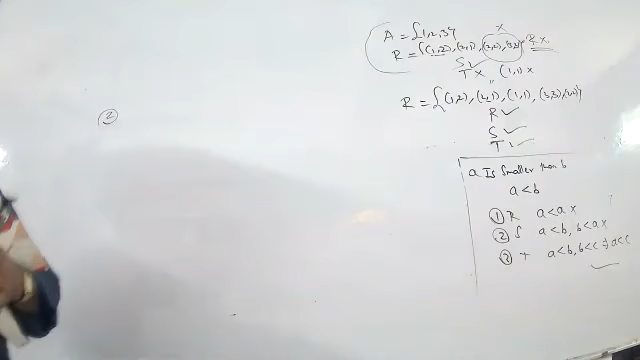 ②
A = {1,2,3}
x
R = {(1,2), (2,1), (3,2), (3,3)} R x
S ✓
T x (1,1) x
R = {(1,2), (2,1), (1,1), (3,3), (2,2)}
R ✓
S ✓
T ✓
a Is Smaller than b
a < b
① R a < a x
② S a < b, b < a x
③ T a < b, b < c ⇒ a < c
✓